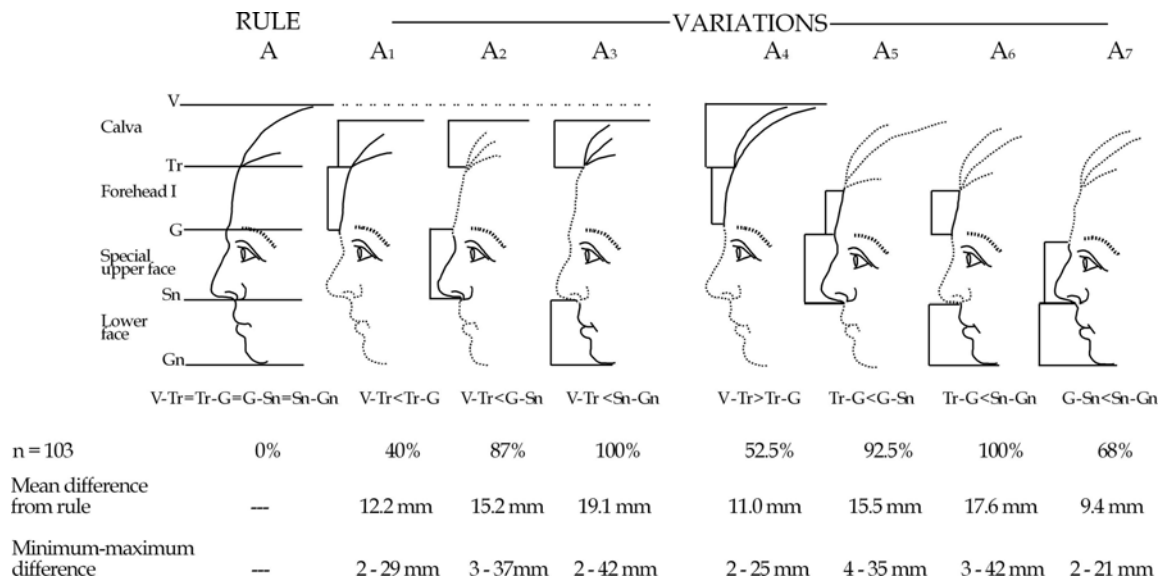 RULE VARIATIONS
A A1 A2 A3 A4 A5 A6 A7
V
Calva
Tr
Forehead I
G
Special
upper face
Sn
Lower
face
Gn
V-Tr=Tr-G=G-Sn=Sn-Gn V-Tr<Tr-G V-Tr<G-Sn V-Tr<Sn-Gn V-Tr>Tr-G Tr-G<G-Sn Tr-G<Sn-Gn G-Sn<Sn-Gn
n = 103 0% 40% 87% 100% 52.5% 92.5% 100% 68%
Mean difference
from rule --- 12.2 mm 15.2 mm 19.1 mm 11.0 mm 15.5 mm 17.6 mm 9.4 mm
Minimum-maximum
difference --- 2 - 29 mm 3 - 37mm 2 - 42 mm 2 - 25 mm 4 - 35 mm 3 - 42 mm 2 - 21 mm